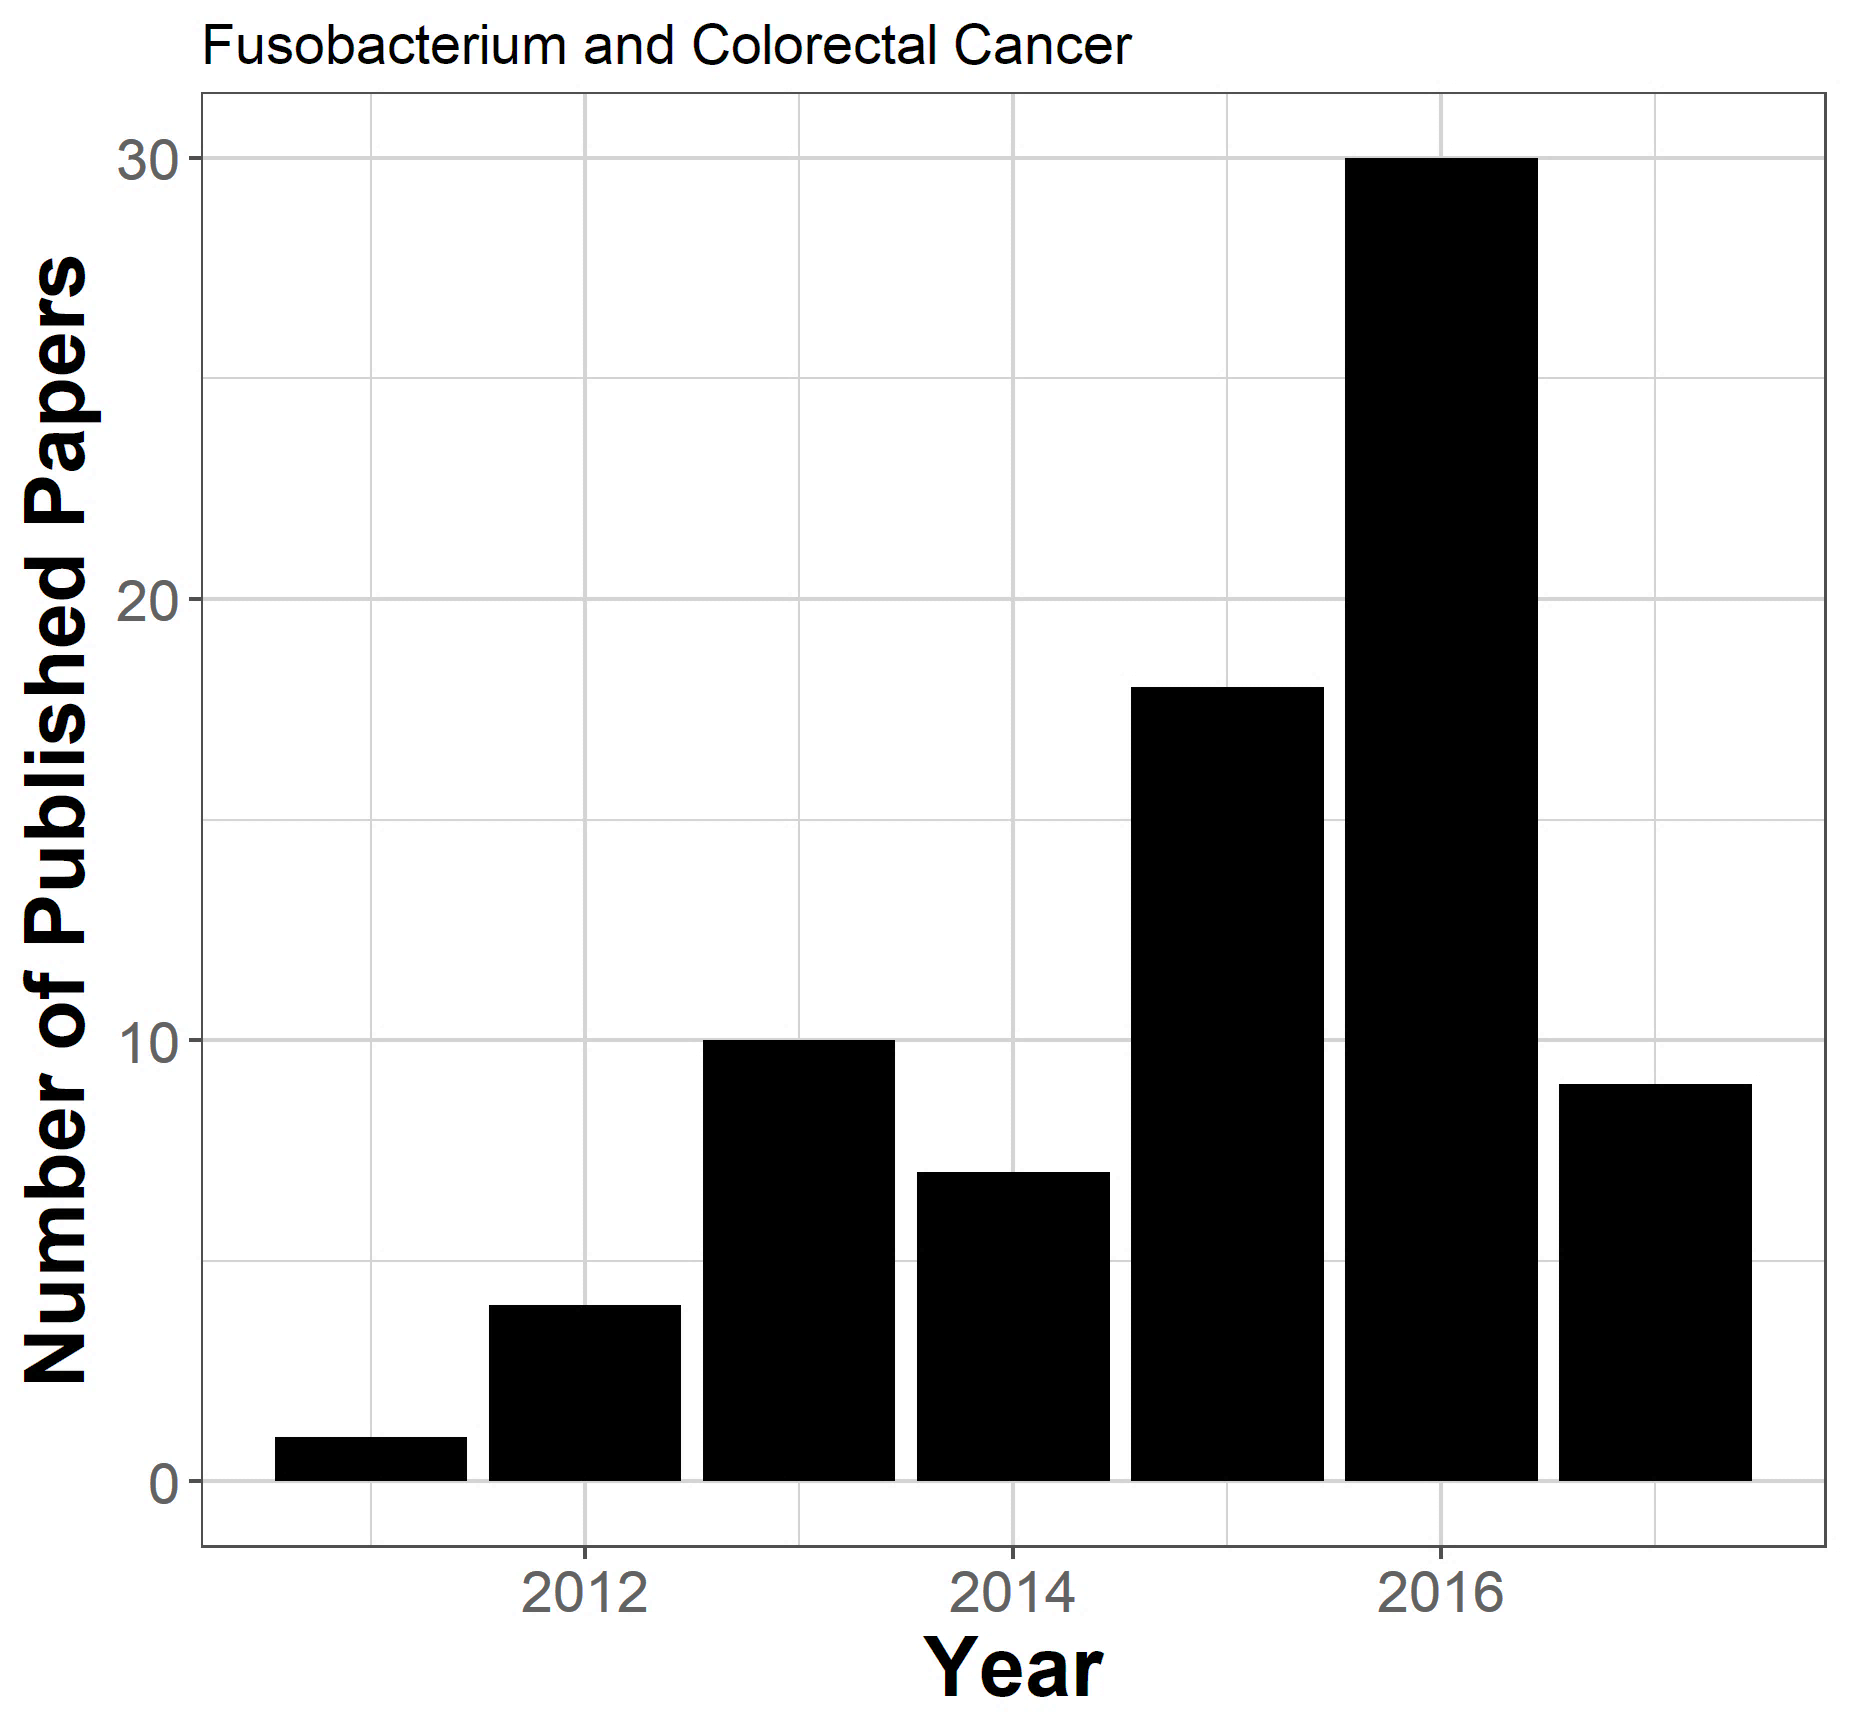 Fusobacterium and Colorectal Cancer
30
20
10
0
Number of Published Papers
2012 2014 2016
Year